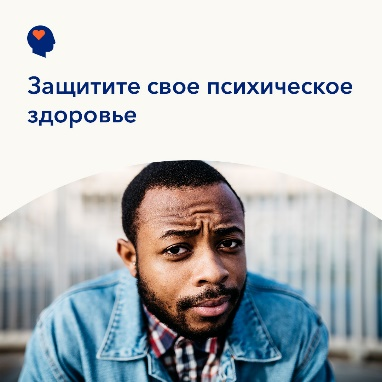 Защитите свое психическое
здоровье